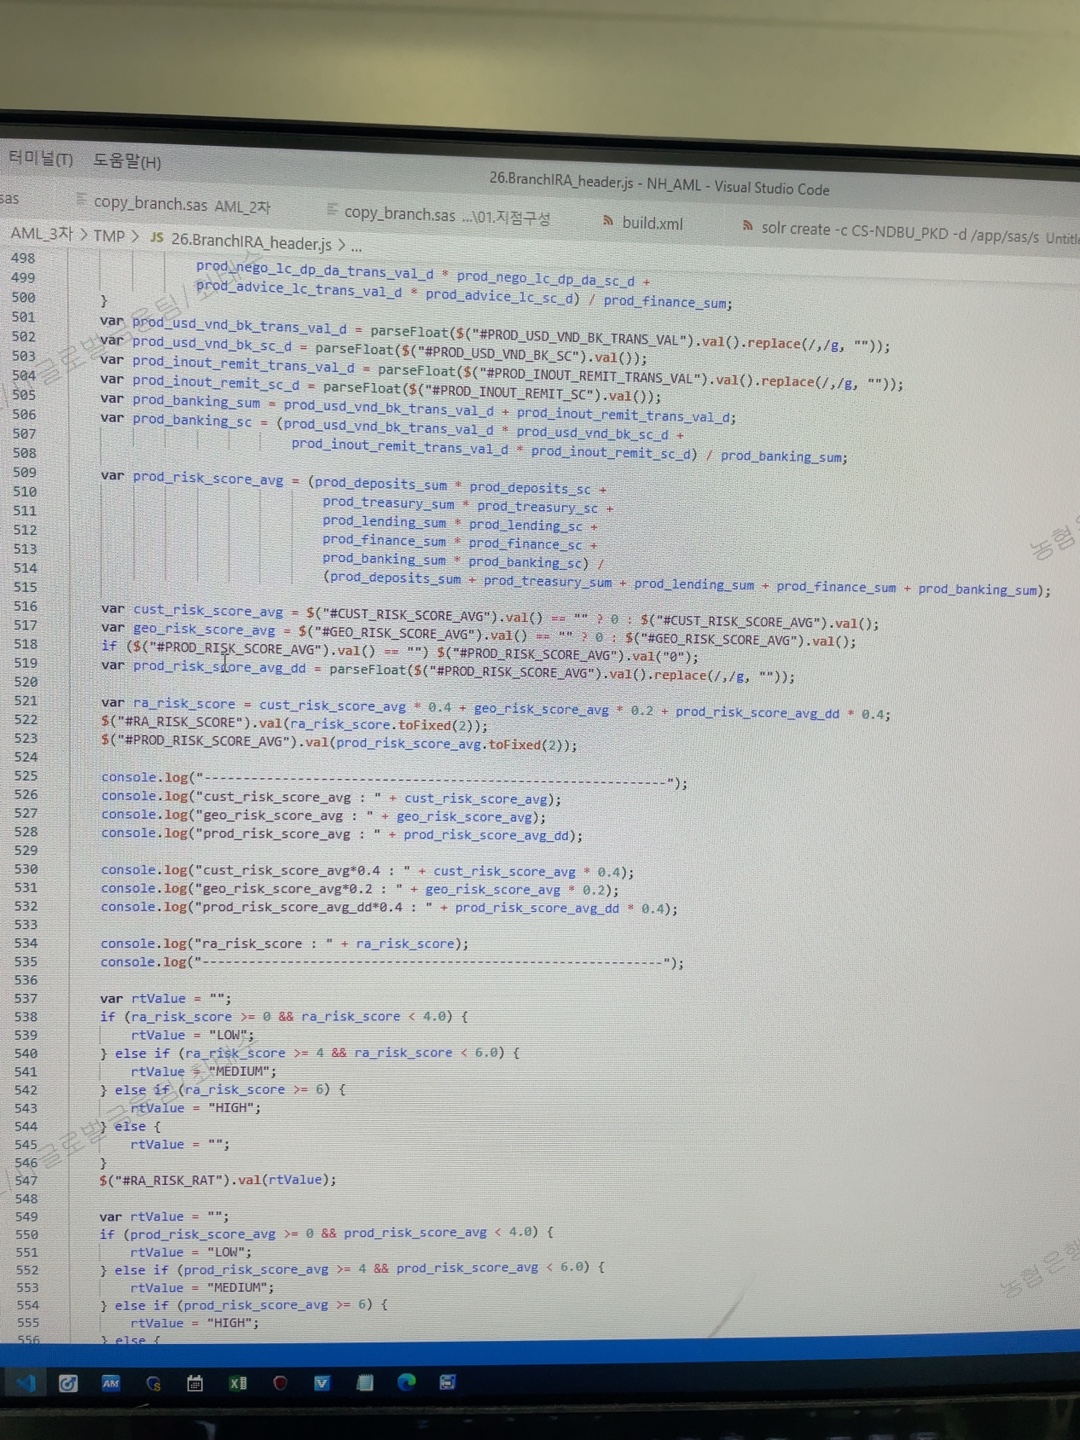 터미널(T) 도움말(H)
26.BranchIRA_header.js - NH_AML - Visual Studio Code
sas copy_branch.sas AML_2차 copy_branch.sas ...\01.지점구성 build.xml solr create -c CS-NDBU_PKD -d /app/sas/s Untitle
AML_3차 > TMP > JS 26.BranchIRA_header.js > ...
498 prod_nego_lc_dp_da_trans_val_d * prod_nego_lc_dp_da_sc_d +
499 prod_advice_lc_trans_val_d * prod_advice_lc_sc_d) / prod_finance_sum;
500 }
501 var prod_usd_vnd_bk_trans_val_d = parseFloat($("#PROD_USD_VND_BK_TRANS_VAL").val().replace(/,/g, ""));
502 var prod_usd_vnd_bk_sc_d = parseFloat($("#PROD_USD_VND_BK_SC").val());
503 var prod_inout_remit_trans_val_d = parseFloat($("#PROD_INOUT_REMIT_TRANS_VAL").val().replace(/,/g, ""));
504 var prod_inout_remit_sc_d = parseFloat($("#PROD_INOUT_REMIT_SC").val());
505 var prod_banking_sum = prod_usd_vnd_bk_trans_val_d + prod_inout_remit_trans_val_d;
506 var prod_banking_sc = (prod_usd_vnd_bk_trans_val_d * prod_usd_vnd_bk_sc_d +
507 prod_inout_remit_trans_val_d * prod_inout_remit_sc_d) / prod_banking_sum;
508
509 var prod_risk_score_avg = (prod_deposits_sum * prod_deposits_sc +
510 prod_treasury_sum * prod_treasury_sc +
511 prod_lending_sum * prod_lending_sc +
512 prod_finance_sum * prod_finance_sc +
513 prod_banking_sum * prod_banking_sc) /
514 (prod_deposits_sum + prod_treasury_sum + prod_lending_sum + prod_finance_sum + prod_banking_sum);
515
516 var cust_risk_score_avg = $("#CUST_RISK_SCORE_AVG").val() == "" ? 0 : $("#CUST_RISK_SCORE_AVG").val();
517 var geo_risk_score_avg = $("#GEO_RISK_SCORE_AVG").val() == "" ? 0 : $("#GEO_RISK_SCORE_AVG").val();
518 if ($("#PROD_RISK_SCORE_AVG").val() == "") $("#PROD_RISK_SCORE_AVG").val("0");
519 var prod_risk_score_avg_dd = parseFloat($("#PROD_RISK_SCORE_AVG").val().replace(/,/g, ""));
520
521 var ra_risk_score = cust_risk_score_avg * 0.4 + geo_risk_score_avg * 0.2 + prod_risk_score_avg_dd * 0.4;
522 $("#RA_RISK_SCORE").val(ra_risk_score.toFixed(2));
523 $("#PROD_RISK_SCORE_AVG").val(prod_risk_score_avg.toFixed(2));
524
525 console.log("-----------------------------------------------------------");
526 console.log("cust_risk_score_avg : " + cust_risk_score_avg);
527 console.log("geo_risk_score_avg : " + geo_risk_score_avg);
528 console.log("prod_risk_score_avg : " + prod_risk_score_avg_dd);
529
530 console.log("cust_risk_score_avg*0.4 : " + cust_risk_score_avg * 0.4);
531 console.log("geo_risk_score_avg*0.2 : " + geo_risk_score_avg * 0.2);
532 console.log("prod_risk_score_avg_dd*0.4 : " + prod_risk_score_avg_dd * 0.4);
533
534 console.log("ra_risk_score : " + ra_risk_score);
535 console.log("-----------------------------------------------------------");
536
537 var rtValue = "";
538 if (ra_risk_score >= 0 && ra_risk_score < 4.0) {
539 rtValue = "LOW";
540 } else if (ra_risk_score >= 4 && ra_risk_score < 6.0) {
541 rtValue = "MEDIUM";
542 } else if (ra_risk_score >= 6) {
543 rtValue = "HIGH";
544 } else {
545 rtValue = "";
546 }
547 $("#RA_RISK_RAT").val(rtValue);
548
549 var rtValue = "";
550 if (prod_risk_score_avg >= 0 && prod_risk_score_avg < 4.0) {
551 rtValue = "LOW";
552 } else if (prod_risk_score_avg >= 4 && prod_risk_score_avg < 6.0) {
553 rtValue = "MEDIUM";
554 } else if (prod_risk_score_avg >= 6) {
555 rtValue = "HIGH";
556 } else {